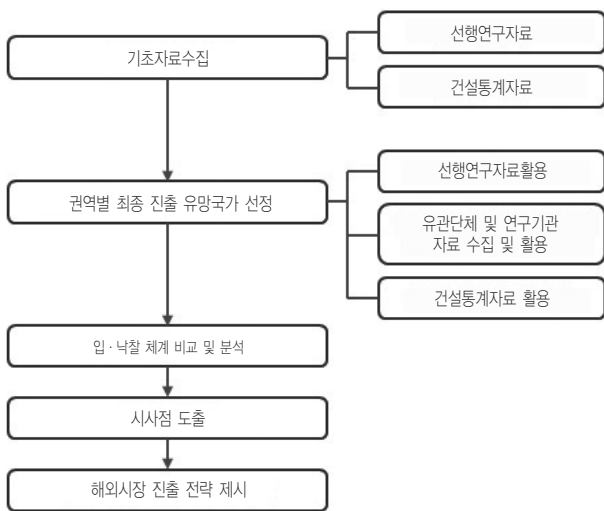 기초자료수집
선행연구자료
건설통계자료
권역별 최종 진출 유망국가 선정
선행연구자료활용
유관단체 및 연구기관
자료 수집 및 활용
건설통계자료 활용
입·낙찰 체계 비교 및 분석
시사점 도출
해외시장 진출 전략 제시